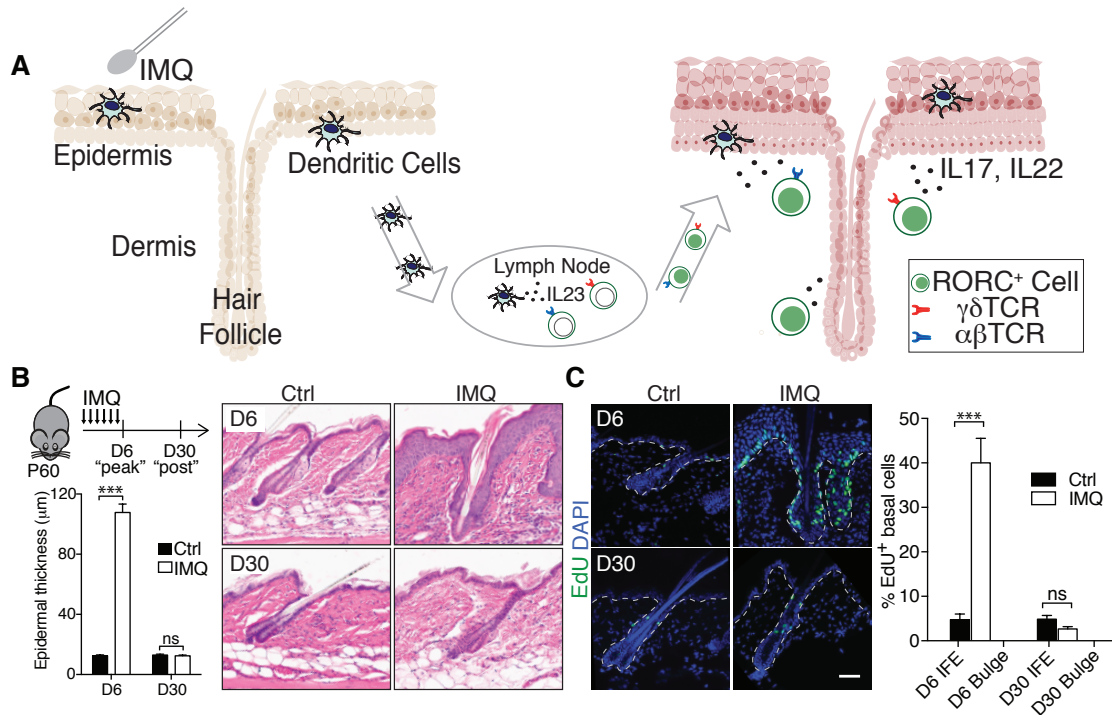 A
IMQ
Epidermis
Dendritic Cells
Dermis
Hair
Follicle
Lymph Node
IL23
IL17, IL22
RORC⁺ Cell
γδTCR
αβTCR
B
IMQ
P60
D6
"peak"
D30
"post"
Epidermal thickness (μm)
120
80
40
0
***
ns
Ctrl
IMQ
D6
D30
Ctrl
IMQ
D6
D30
C
Ctrl
IMQ
D6
D30
EdU DAPI
% EdU⁺ basal cells
50
40
30
20
10
0
***
ns
Ctrl
IMQ
D6 IFE
D6 Bulge
D30 IFE
D30 Bulge